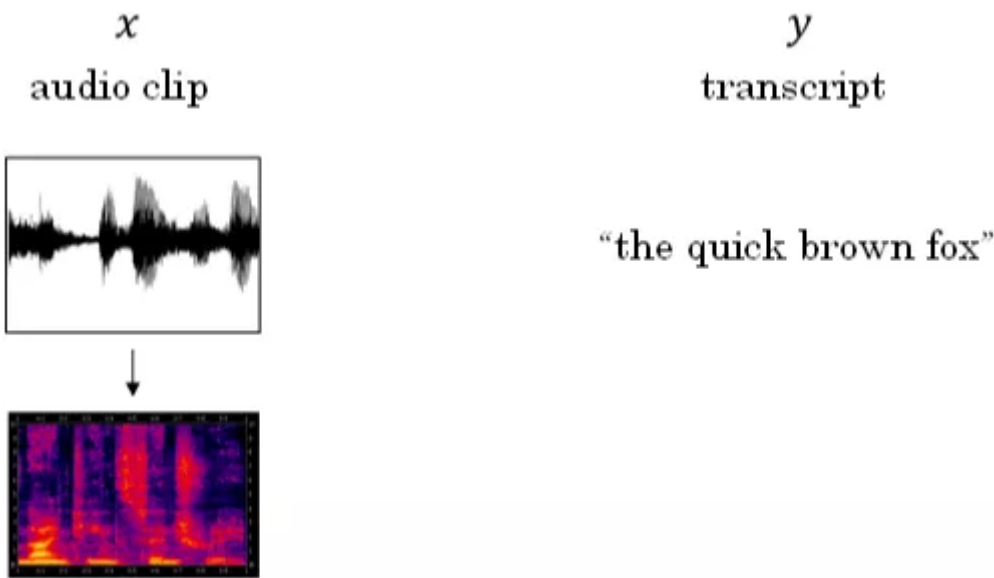 x
audio clip
y
transcript
“the quick brown fox”